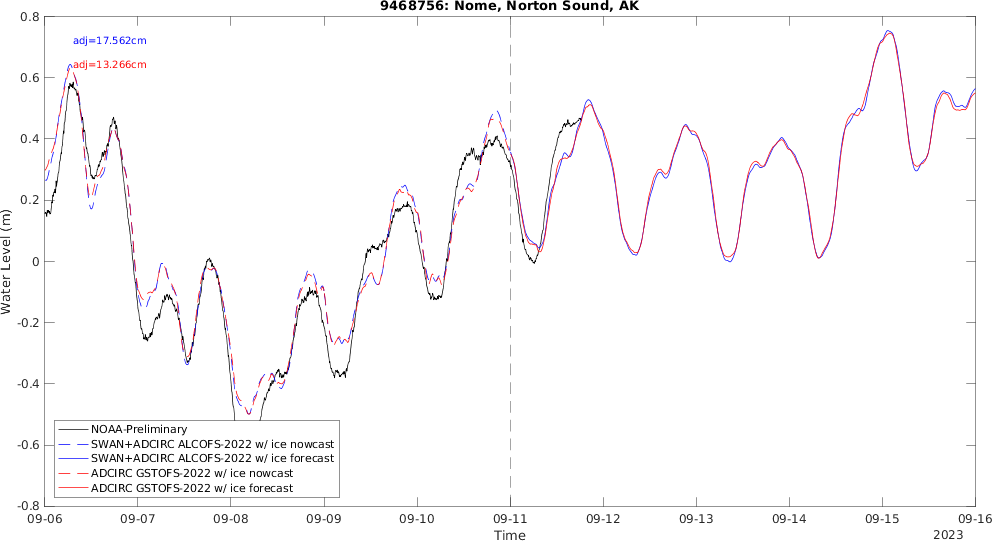 9468756: Nome, Norton Sound, AK
adj=17.562cm
adj=13.266cm
0.8
0.6
0.4
0.2
0
-0.2
-0.4
-0.6
-0.8
Water Level (m)
NOAA-Preliminary
SWAN+ADCIRC ALCOFS-2022 w/ ice nowcast
SWAN+ADCIRC ALCOFS-2022 w/ ice forecast
ADCIRC GSTOFS-2022 w/ ice nowcast
ADCIRC GSTOFS-2022 w/ ice forecast
09-06 09-07 09-08 09-09 09-10 09-11 09-12 09-13 09-14 09-15 09-16
Time
2023